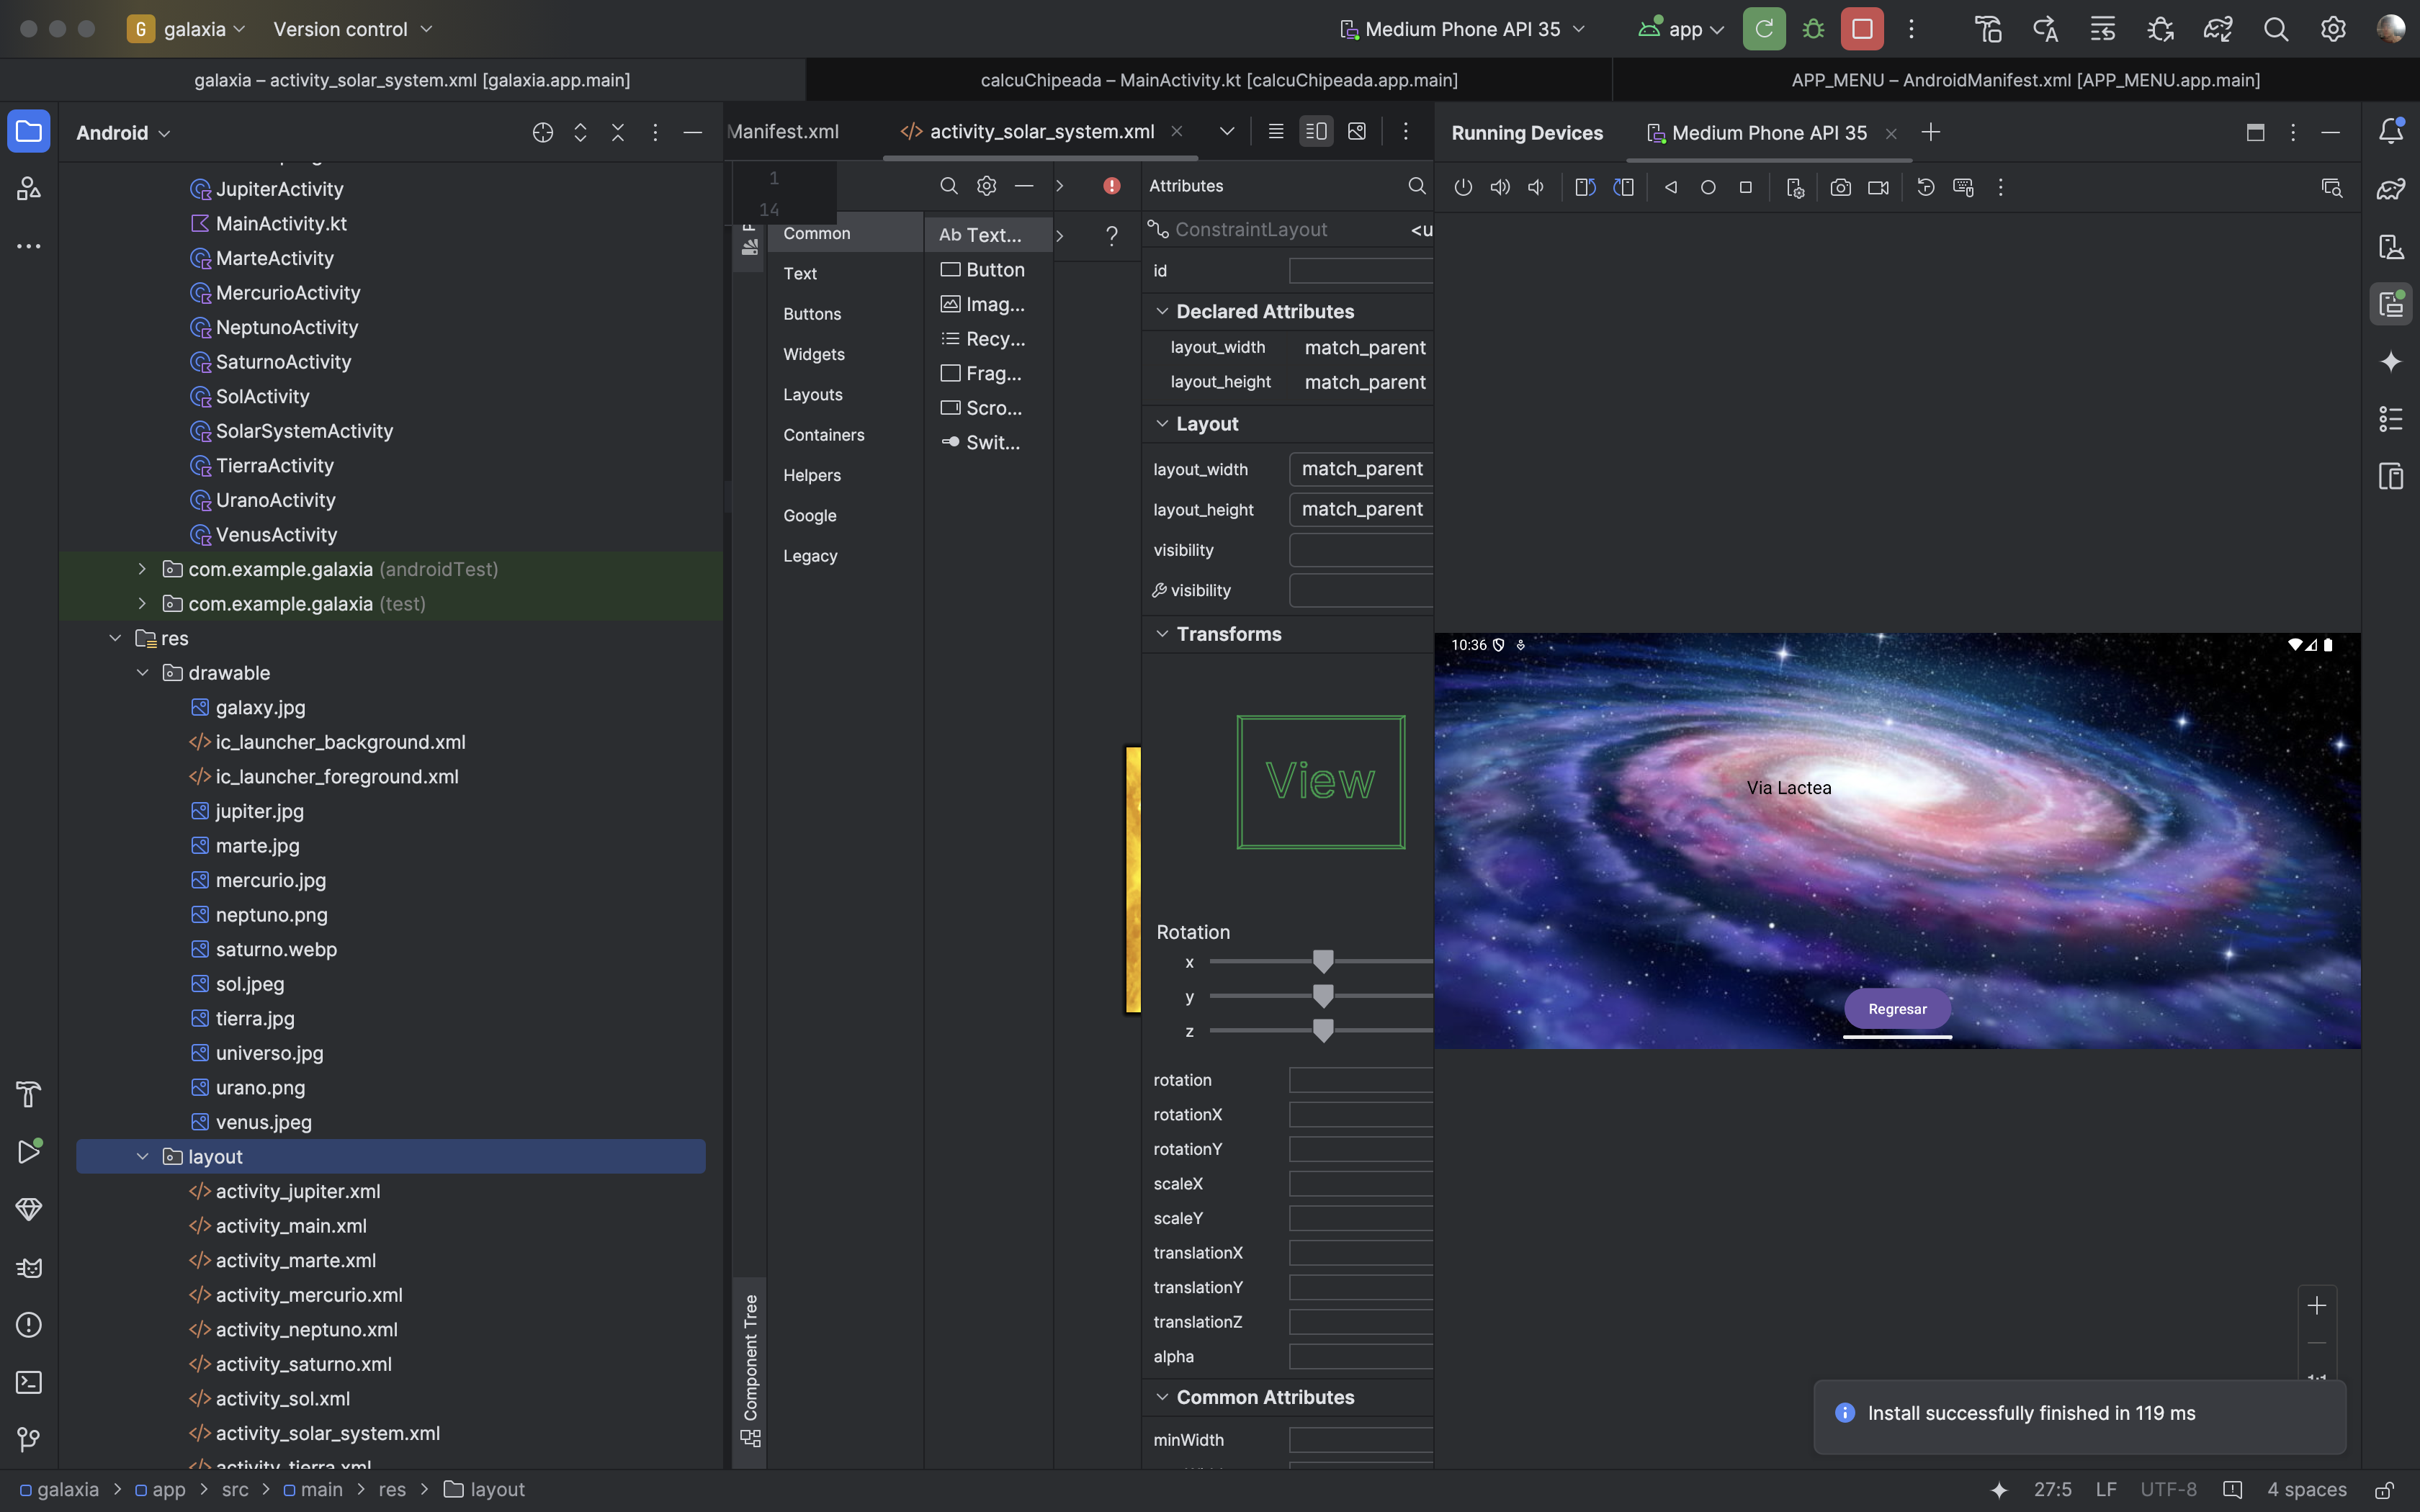 G galaxia Version control Medium Phone API 35 app
galaxia – activity_solar_system.xml [galaxia.app.main] calcuChipeada – MainActivity.kt [calcuChipeada.app.main] APP_MENU – AndroidManifest.xml [APP_MENU.app.main]
Android
JupiterActivity
MainActivity.kt
MarteActivity
MercurioActivity
NeptunoActivity
SaturnoActivity
SolActivity
SolarSystemActivity
TierraActivity
UranoActivity
VenusActivity
com.example.galaxia (androidTest)
com.example.galaxia (test)
res
drawable
galaxy.jpg
ic_launcher_background.xml
ic_launcher_foreground.xml
jupiter.jpg
marte.jpg
mercurio.jpg
neptuno.png
saturno.webp
sol.jpeg
tierra.jpg
universo.jpg
urano.png
venus.jpeg
layout
activity_jupiter.xml
activity_main.xml
activity_marte.xml
activity_mercurio.xml
activity_neptuno.xml
activity_saturno.xml
activity_sol.xml
activity_solar_system.xml
activity_tierra.xml
Manifest.xml activity_solar_system.xml
1
14
Common
Text
Buttons
Widgets
Layouts
Containers
Helpers
Google
Legacy
Ab Text...
Button
Imag...
Recy...
Frag...
Scro...
Swit...
?
Component Tree
Attributes
ConstraintLayout <u
id
Declared Attributes
layout_width match_parent
layout_height match_parent
Layout
layout_width match_parent
layout_height match_parent
visibility
visibility
Transforms
View
Rotation
x
y
z
rotation
rotationX
rotationY
scaleX
scaleY
translationX
translationY
translationZ
alpha
Common Attributes
minWidth
Running Devices Medium Phone API 35
10:36
Via Lactea
Regresar
Install successfully finished in 119 ms
galaxia > app > src > main > res > layout 27:5 LF UTF-8 4 spaces